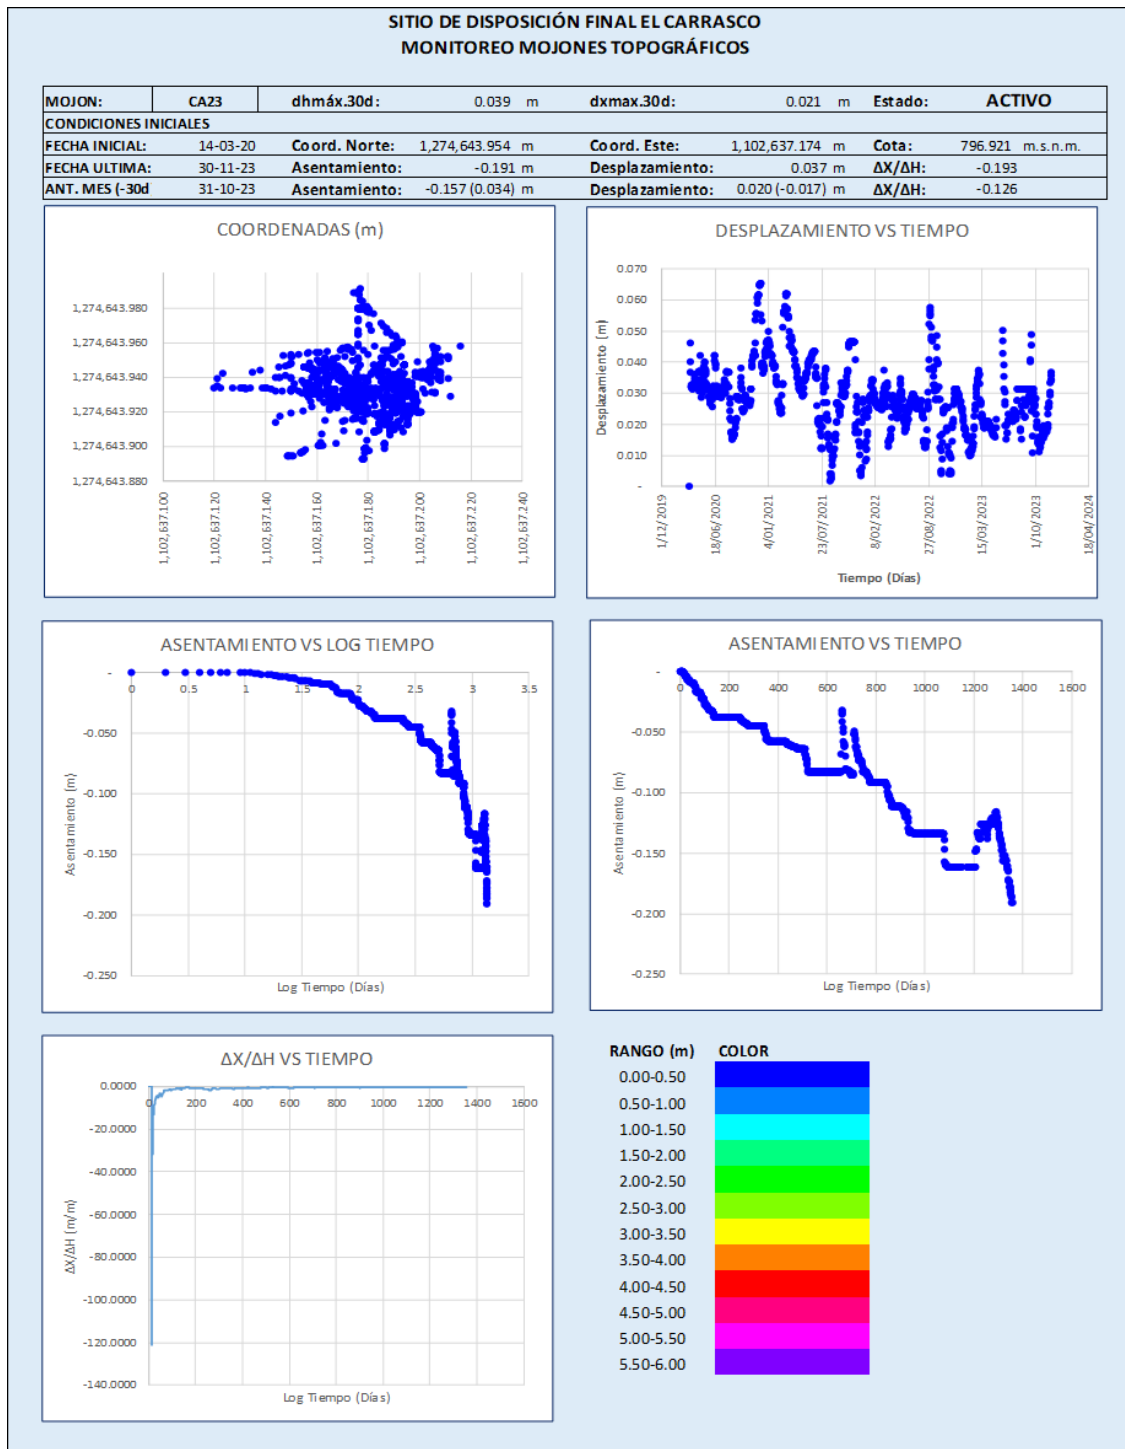 SITIO DE DISPOSICIÓN FINAL EL CARRASCO
MONITOREO MOJONES TOPOGRÁFICOS
MOJON: CA23 dhmáx.30d: 0.039 m dxmax.30d: 0.021 m Estado: ACTIVO
CONDICIONES INICIALES
FECHA INICIAL: 14-03-20 Coord. Norte: 1,274,643.954 m Coord. Este: 1,102,637.174 m Cota: 796.921 m.s.n.m.
FECHA ULTIMA: 30-11-23 Asentamiento: -0.191 m Desplazamiento: 0.037 m ΔX/ΔH: -0.193
ANT. MES (-30d 31-10-23 Asentamiento: -0.157 (0.034) m Desplazamiento: 0.020 (-0.017) m ΔX/ΔH: -0.126
COORDENADAS (m)
1,274,643.980
1,274,643.960
1,274,643.940
1,274,643.920
1,274,643.900
1,274,643.880
1,102,637.100
1,102,637.120
1,102,637.140
1,102,637.160
1,102,637.180
1,102,637.200
1,102,637.220
1,102,637.240
DESPLAZAMIENTO VS TIEMPO
Desplazamiento (m)
0.070
0.060
0.050
0.040
0.030
0.020
0.010
-
1/12/2019
18/06/2020
4/01/2021
23/07/2021
8/02/2022
27/08/2022
15/03/2023
1/10/2023
18/04/2024
Tiempo (Días)
ASENTAMIENTO VS LOG TIEMPO
Asentamiento (m)
-
-0.050
-0.100
-0.150
-0.200
-0.250
0 0.5 1 1.5 2 2.5 3 3.5
Log Tiempo (Días)
ASENTAMIENTO VS TIEMPO
Asentamiento (m)
-
-0.050
-0.100
-0.150
-0.200
-0.250
0 200 400 600 800 1000 1200 1400 1600
Log Tiempo (Días)
ΔX/ΔH VS TIEMPO
ΔX/ΔH (m/m)
0.0000
-20.0000
-40.0000
-60.0000
-80.0000
-100.0000
-120.0000
-140.0000
0 200 400 600 800 1000 1200 1400 1600
Log Tiempo (Días)
RANGO (m) COLOR
0.00-0.50
0.50-1.00
1.00-1.50
1.50-2.00
2.00-2.50
2.50-3.00
3.00-3.50
3.50-4.00
4.00-4.50
4.50-5.00
5.00-5.50
5.50-6.00